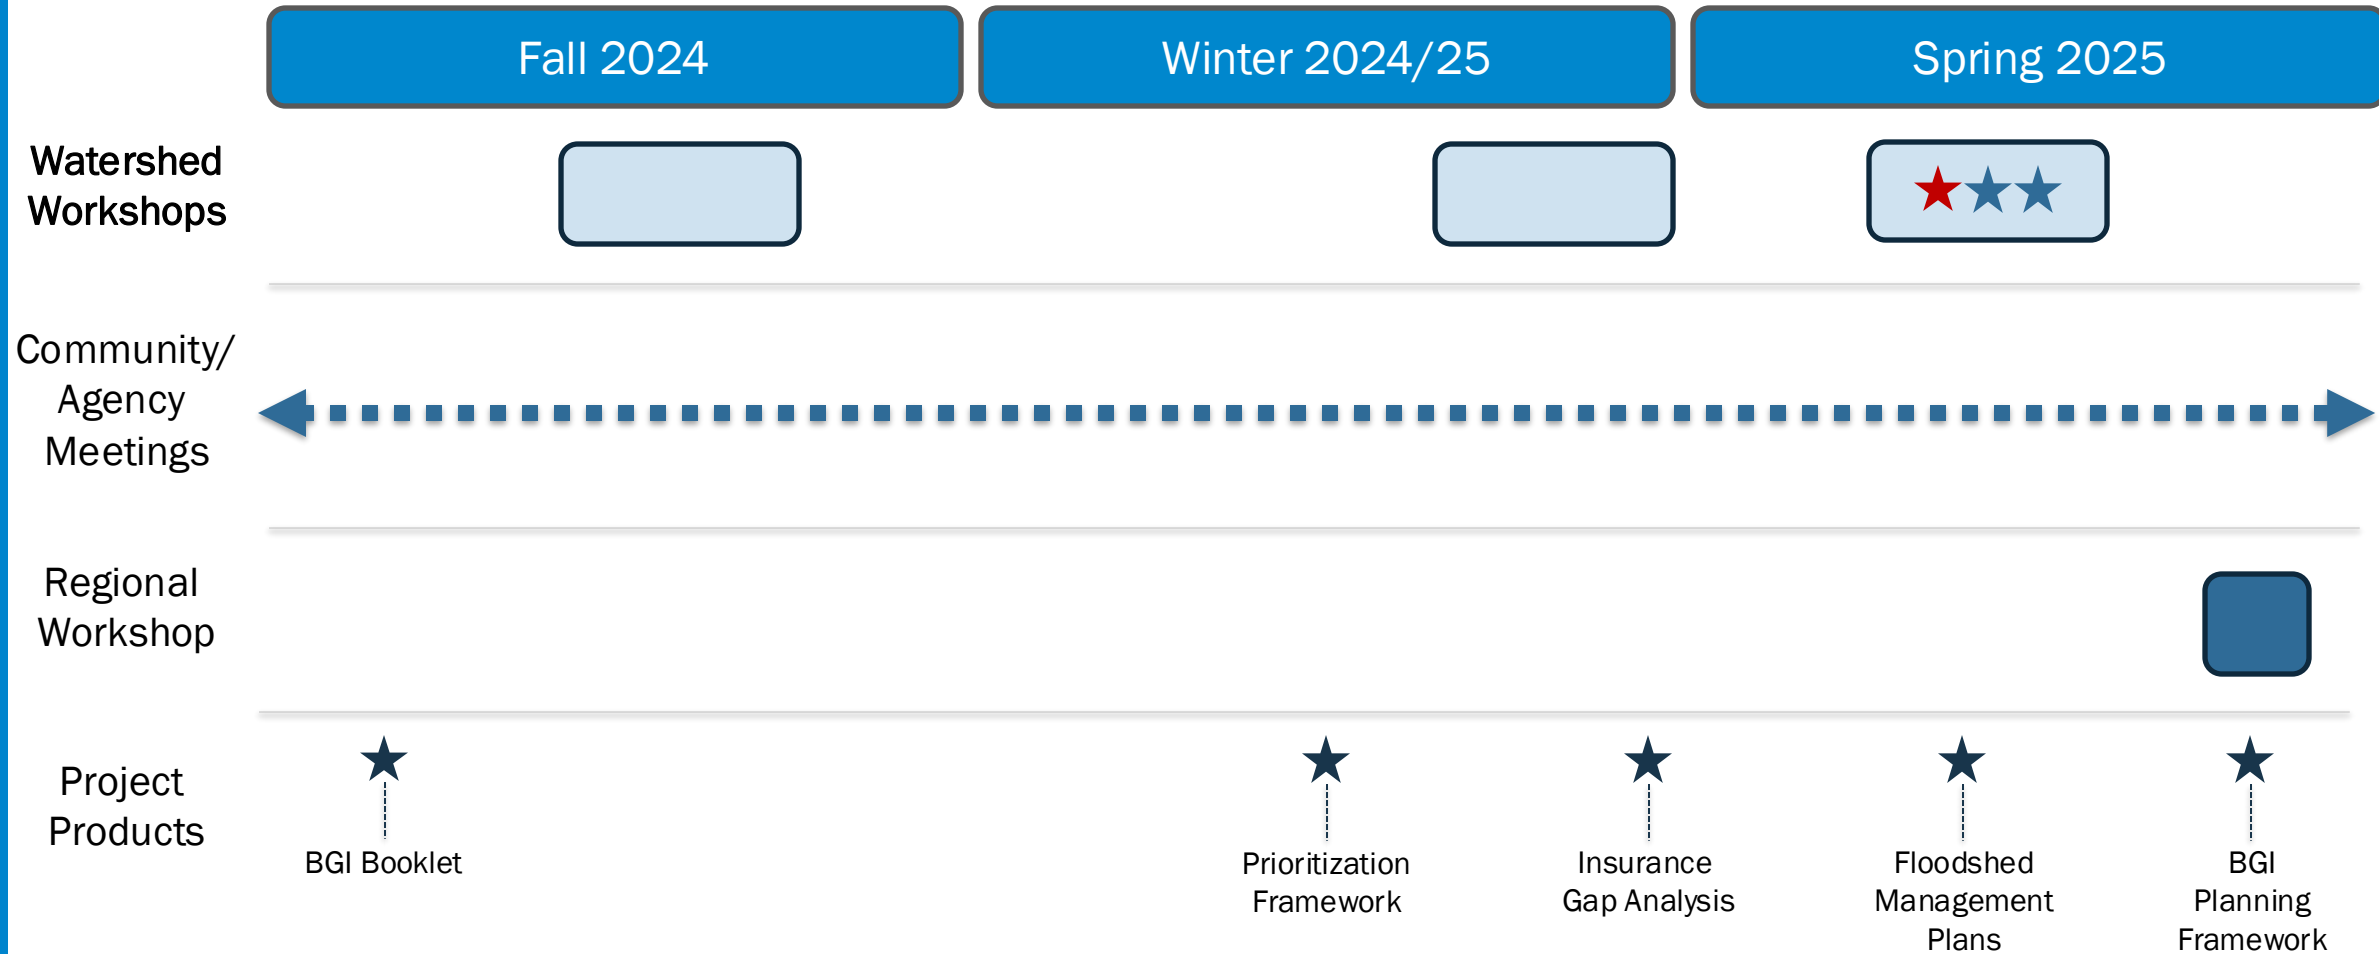 Fall 2024
Winter 2024/25
Spring 2025
Watershed
Workshops
Community/
Agency
Meetings
Regional
Workshop
Project
Products
BGI Booklet
Prioritization
Framework
Insurance
Gap Analysis
Floodshed
Management
Plans
BGI
Planning
Framework